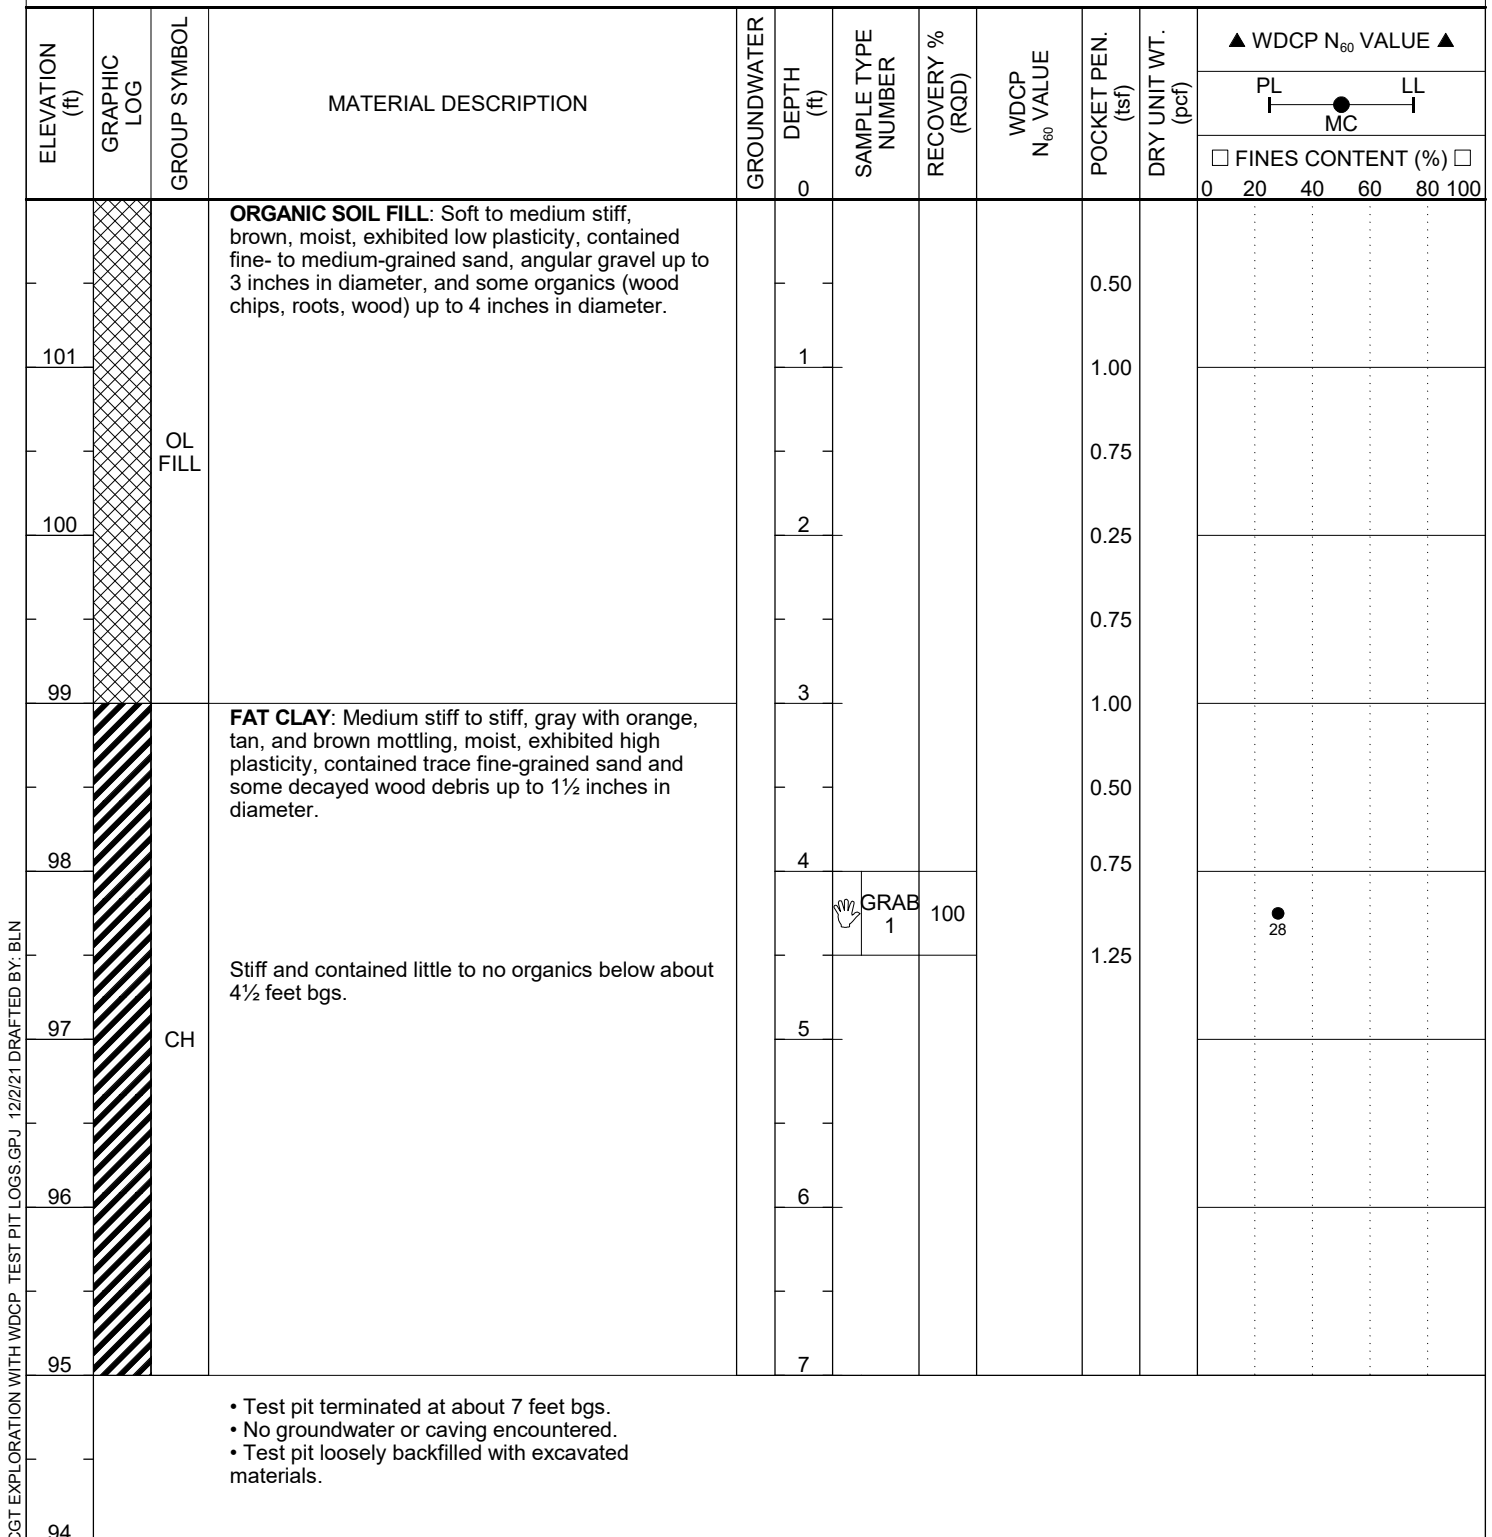 ELEVATION
(ft)
GRAPHIC
LOG
GROUP SYMBOL
MATERIAL DESCRIPTION
GROUNDWATER
DEPTH
(ft)
0
SAMPLE TYPE
NUMBER
RECOVERY %
(RQD)
WDCP
N60 VALUE
POCKET PEN.
(tsf)
DRY UNIT WT.
(pcf)
▲ WDCP N60 VALUE ▲
PL LL
MC
□ FINES CONTENT (%) □
0 20 40 60 80 100
ORGANIC SOIL FILL: Soft to medium stiff,
brown, moist, exhibited low plasticity, contained
fine- to medium-grained sand, angular gravel up to
3 inches in diameter, and some organics (wood
chips, roots, wood) up to 4 inches in diameter.
0.50
101 1 1.00
OL
FILL
0.75
100 2 0.25
0.75
99 3 1.00
FAT CLAY: Medium stiff to stiff, gray with orange,
tan, and brown mottling, moist, exhibited high
plasticity, contained trace fine-grained sand and
some decayed wood debris up to 1½ inches in
diameter.
0.50
98 4 0.75
GRAB
1
100
28
1.25
Stiff and contained little to no organics below about
4½ feet bgs.
97 CH 5
96 6
95 7
• Test pit terminated at about 7 feet bgs.
• No groundwater or caving encountered.
• Test pit loosely backfilled with excavated
materials.
94
CGT EXPLORATION WITH WDCP TEST PIT LOGS.GPJ 12/2/21 DRAFTED BY: BLN